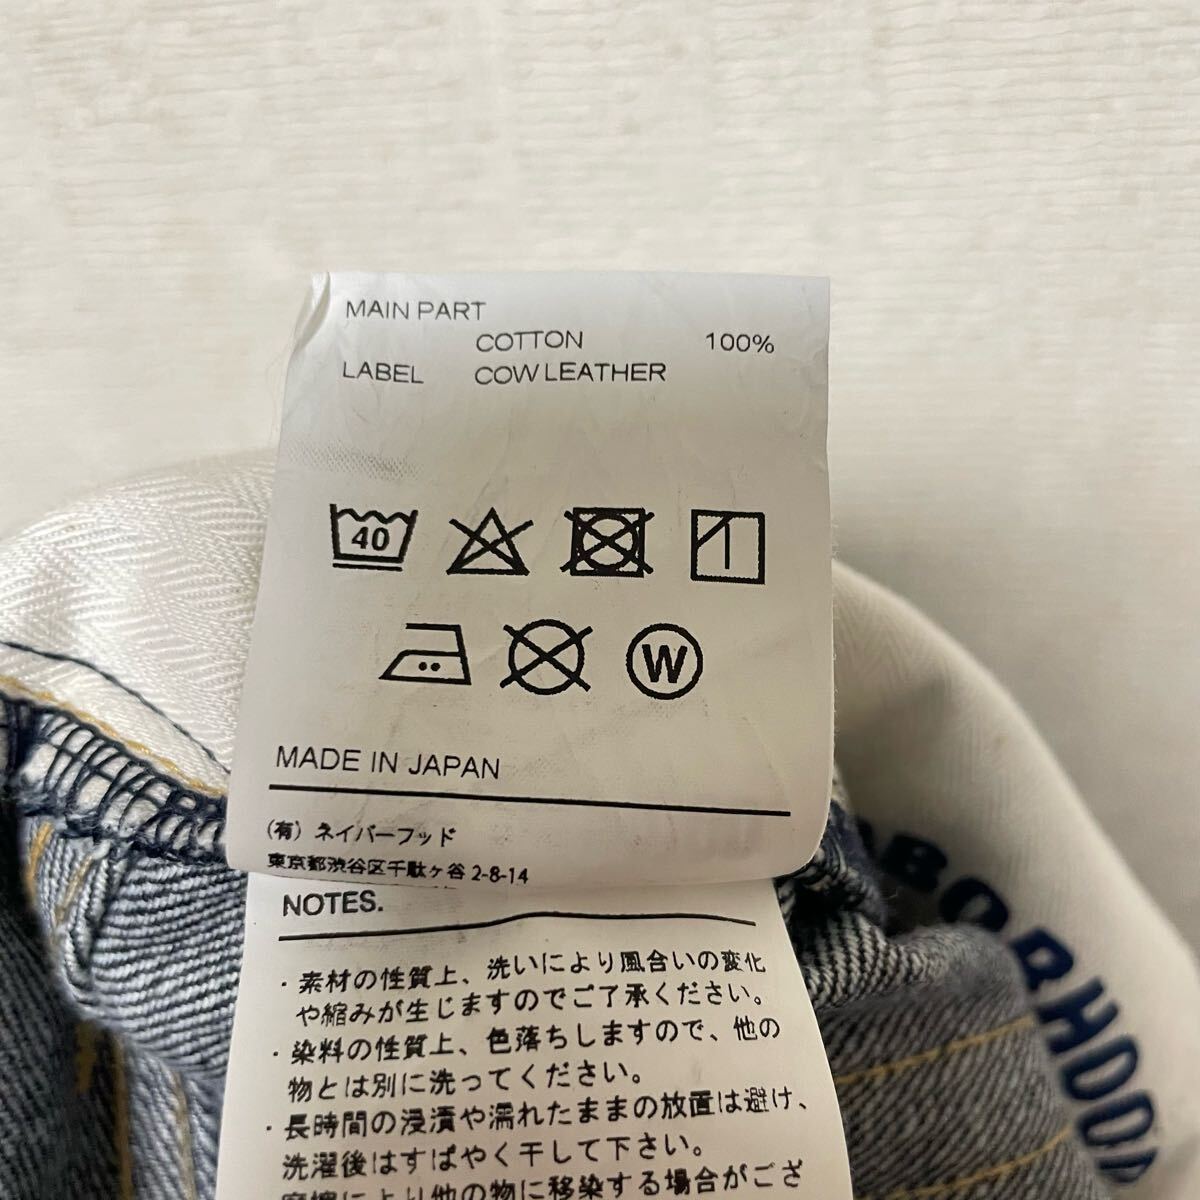 MAIN PART
COTTON 100%
LABEL COW LEATHER
40
W
MADE IN JAPAN
(有) ネイバーフッド
東京都渋谷区千駄ヶ谷 2-8-14
NOTES.
・素材の性質上、洗いにより風合いの変化
や縮みが生じますのでご了承ください。
・染料の性質上、色落ちしますので、他の
物とは別に洗ってください。
・長時間の浸漬や濡れたままの放置は避け、
洗濯後はすばやく干して下さい。
摩擦により他の物に移染する場合がござ
BORHOOD